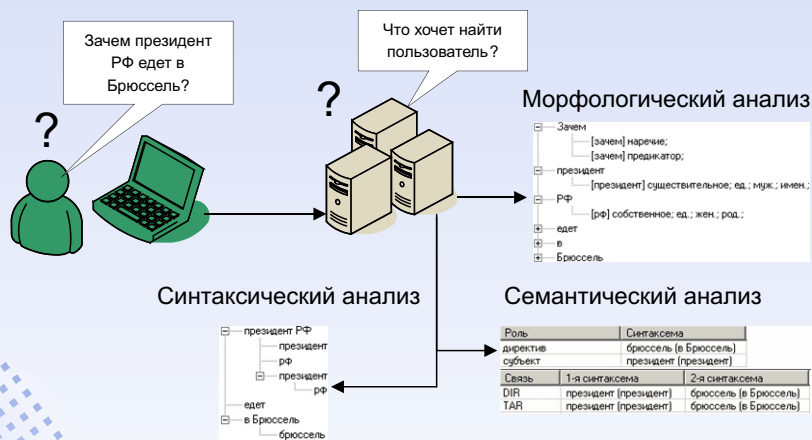 Зачем президент
РФ едет в
Брюссель?
?
Что хочет найти
пользователь?
?
Морфологический анализ
Зачем
[зачем] наречие;
[зачем] предикатор;
президент
[президент] существительное; ед.; муж.; имен.;
РФ
[рф] собственное; ед.; жен.; род.;
едет
в
Брюссель
Синтаксический анализ
президент РФ
президент
рф
президент
рф
едет
в Брюссель
брюссель
Семантический анализ
Роль Синтаксема
директив брюссель (в Брюссель)
субъект президент (президент)
Связь 1-я синтаксема 2-я синтаксема
DIR президент (президент) брюссель (в Брюссель)
TAR президент (президент) брюссель (в Брюссель)